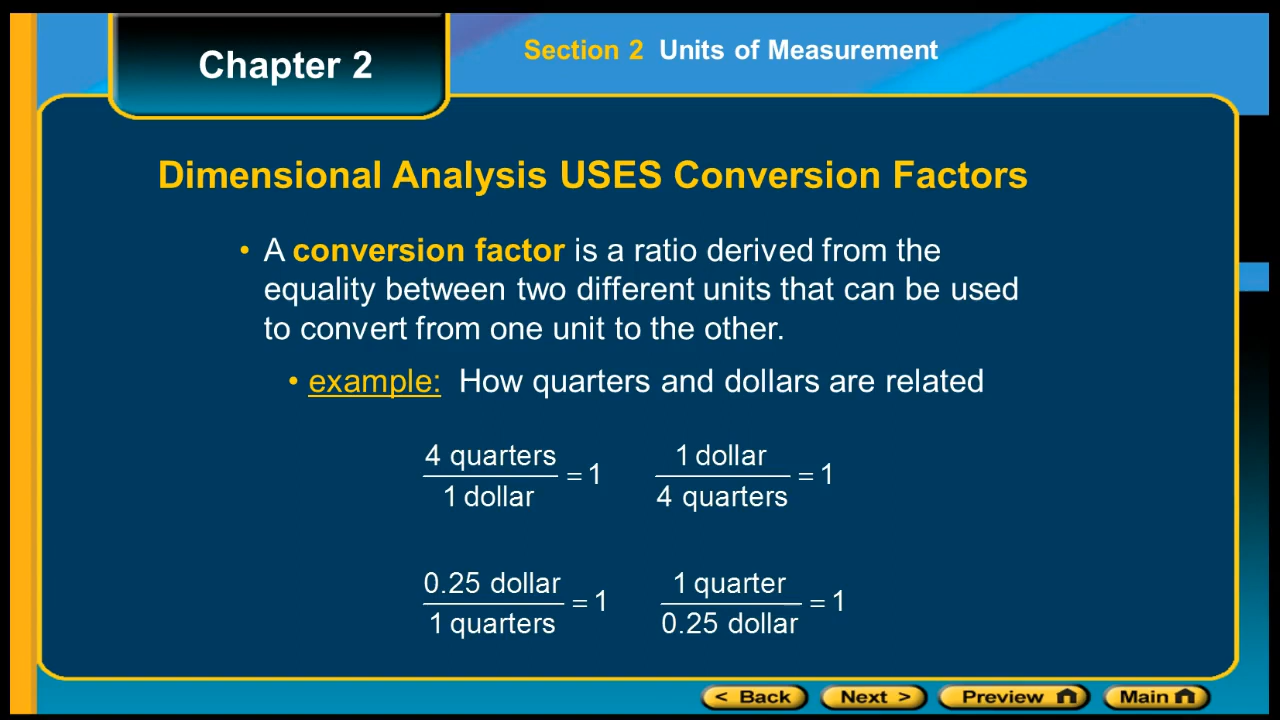 Chapter 2
Section 2 Units of Measurement
Dimensional Analysis USES Conversion Factors
• A conversion factor is a ratio derived from the
equality between two different units that can be used
to convert from one unit to the other.
• example: How quarters and dollars are related
4 quarters / 1 dollar = 1    1 dollar / 4 quarters = 1
0.25 dollar / 1 quarters = 1    1 quarter / 0.25 dollar = 1
< Back Next > Preview Main